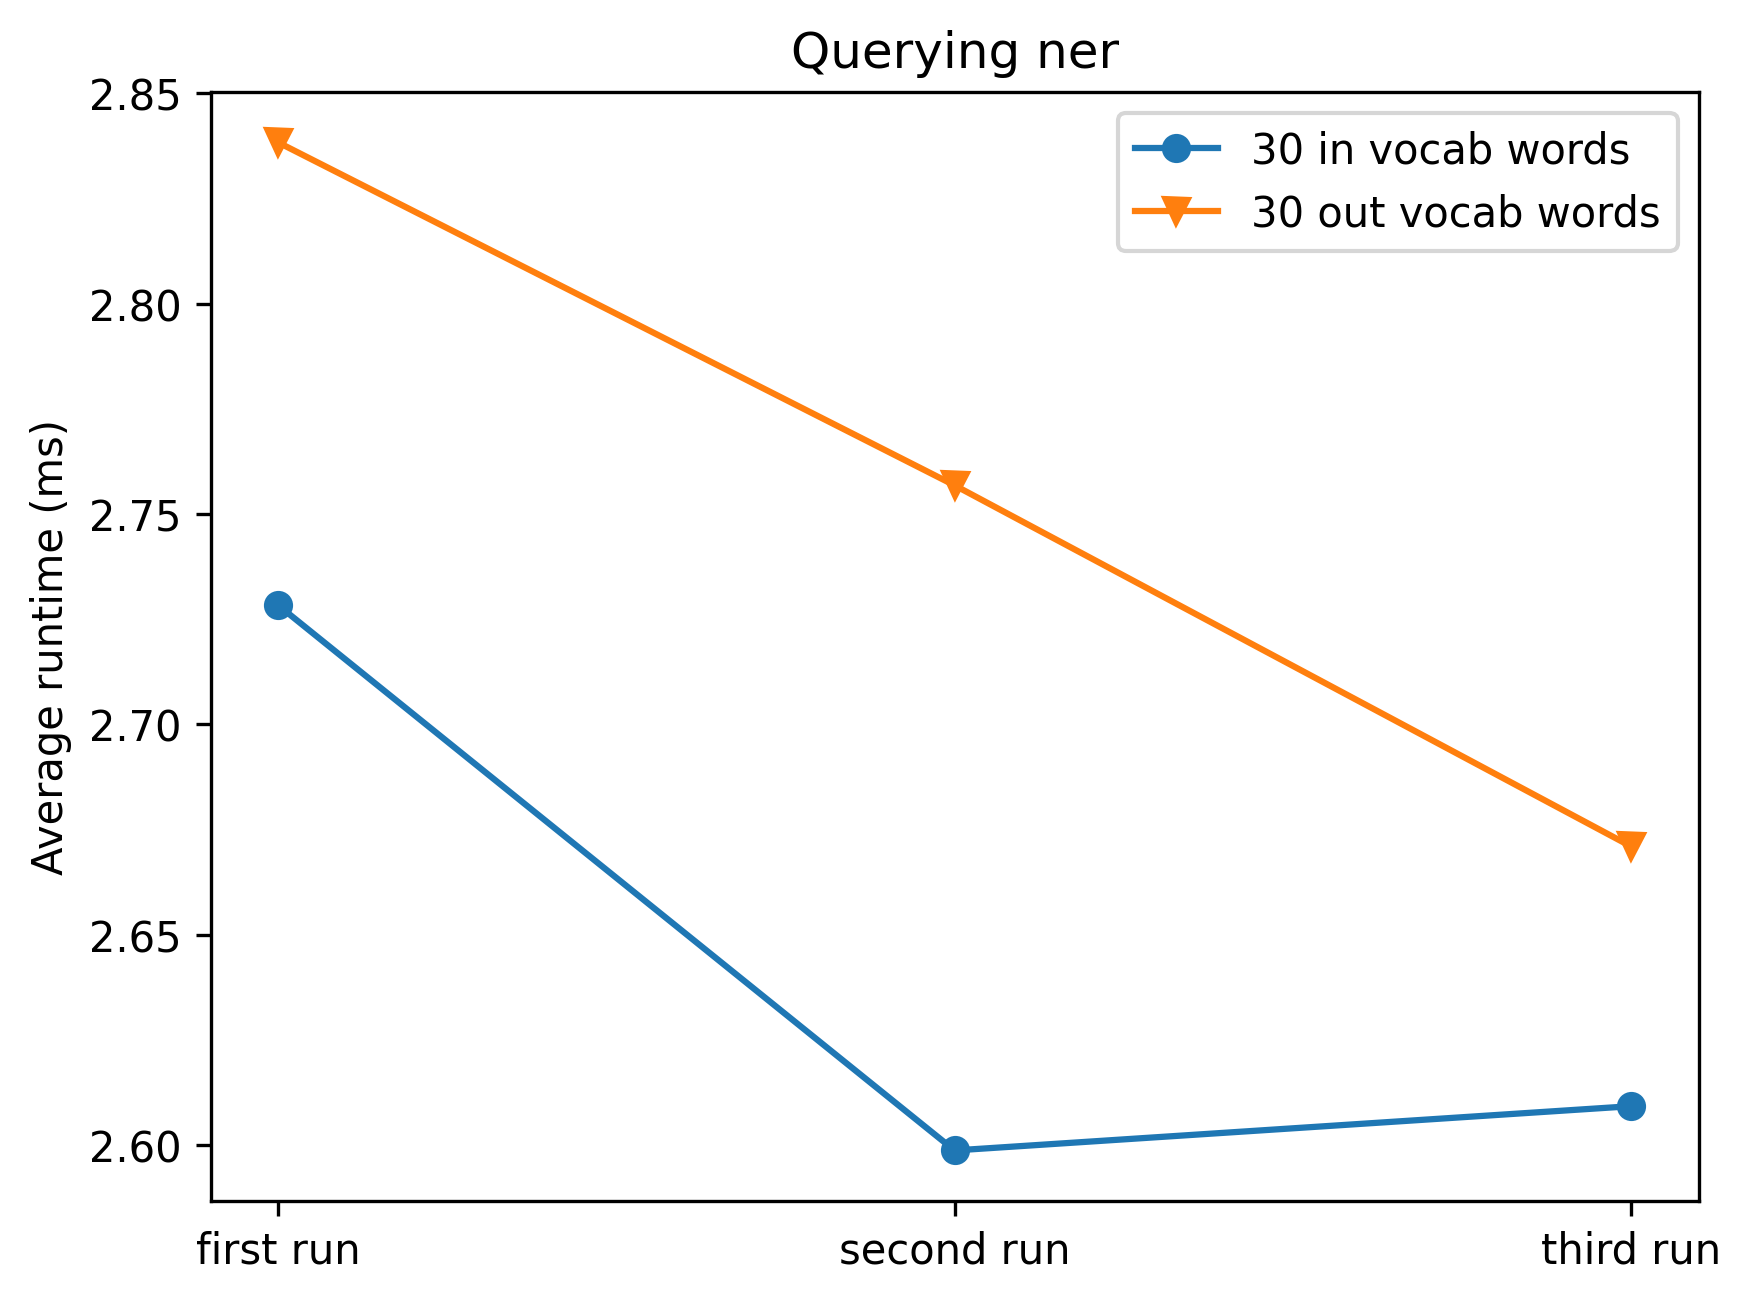 Querying ner
30 in vocab words
30 out vocab words
Average runtime (ms)
2.85
2.80
2.75
2.70
2.65
2.60
first run
second run
third run